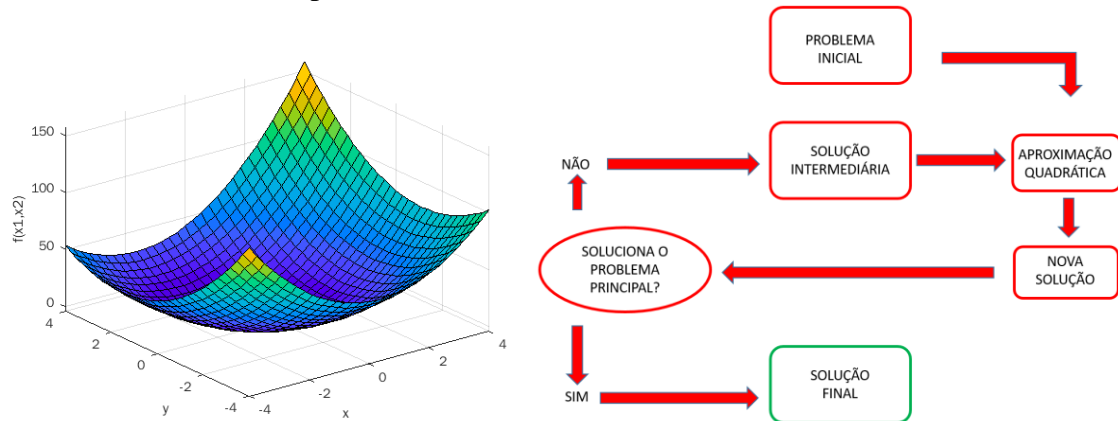 f(x1,x2)
150
100
50
0
4
2
0
-2
-4
y
-4
-2
0
2
4
x
PROBLEMA
INICIAL
NÃO
SOLUÇÃO
INTERMEDIÁRIA
APROXIMAÇÃO
QUADRÁTICA
SOLUCIONA O
PROBLEMA
PRINCIPAL?
NOVA
SOLUÇÃO
SIM
SOLUÇÃO
FINAL